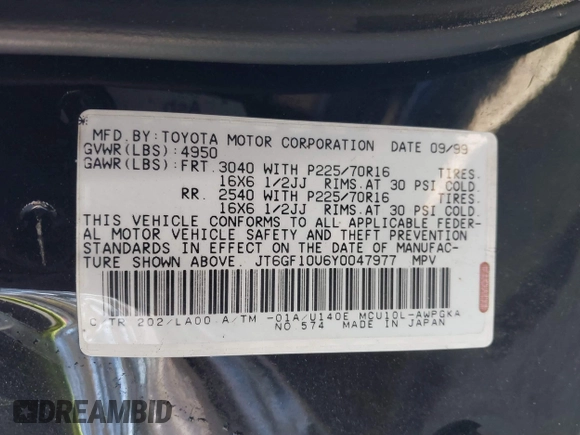 MFD. BY: TOYOTA MOTOR CORPORATION DATE 09/99
GVWR(LBS):4950
GAWR(LBS):FRT. 3040 WITH P225/70R16 TIRES.
16X6 1/2JJ RIMS.AT 30 PSI COLD.
RR. 2540 WITH P225/70R16 TIRES.
16X6 1/2JJ RIMS.AT 30 PSI COLD.
THIS VEHICLE CONFORMS TO ALL APPLICABLE FEDER-
AL MOTOR VEHICLE SAFETY AND THEFT PREVENTION
STANDARDS IN EFFECT ON THE DATE OF MANUFAC-
TURE SHOWN ABOVE. JT6GF10U6Y0047977 MPV
C/TR 202/LA00 A/TM -01A/U140E MCU10L-AWPGKA
NO 574 MADE IN JAPAN
DREAMBID